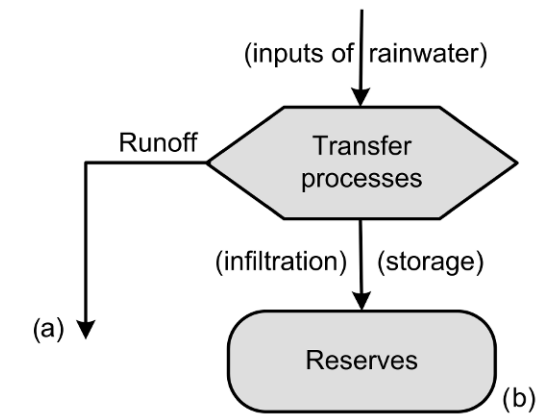 (inputs of rainwater)
Runoff
Transfer
processes
(infiltration) (storage)
(a)
Reserves
(b)